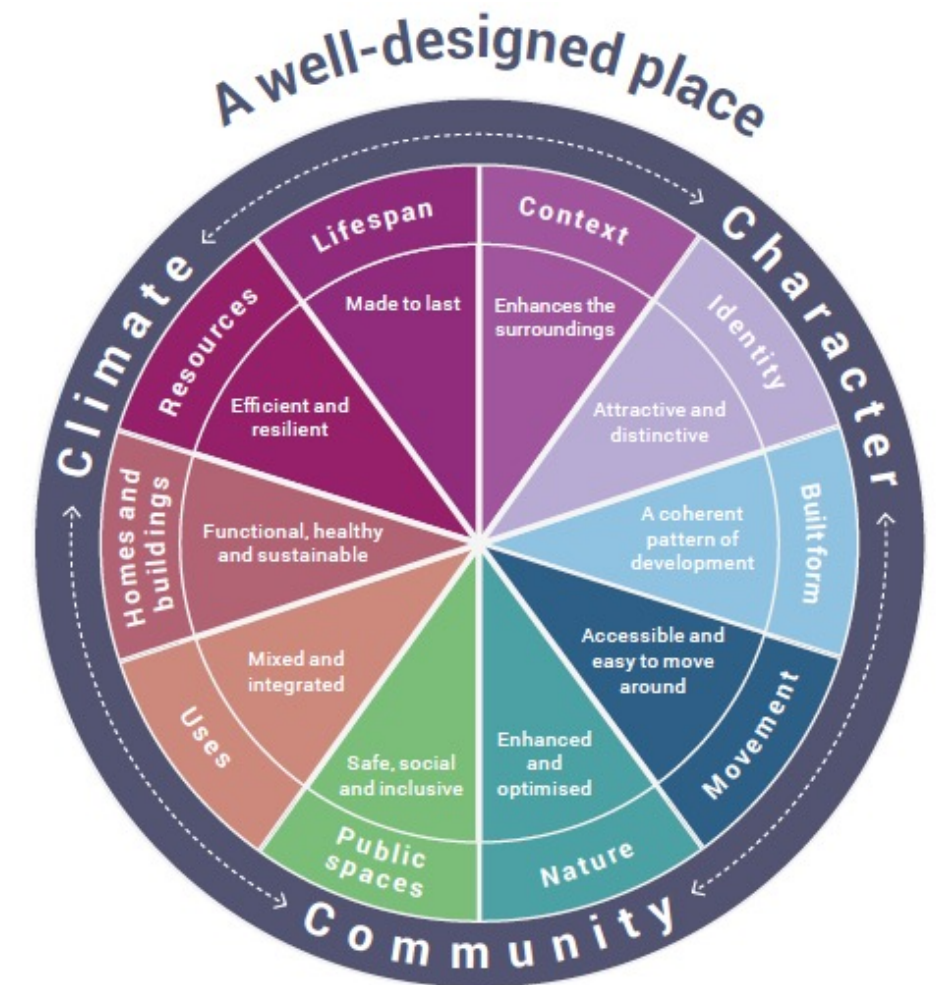 A well-designed place
Climate
Character
Community
Context
Enhances the
surroundings
Identity
Attractive and
distinctive
Built form
A coherent
pattern of
development
Movement
Accessible and
easy to move
around
Nature
Enhanced
and
optimised
Public
spaces
Safe, social
and inclusive
Uses
Mixed and
integrated
Homes and
buildings
Functional, healthy
and sustainable
Resources
Efficient and
resilient
Lifespan
Made to last